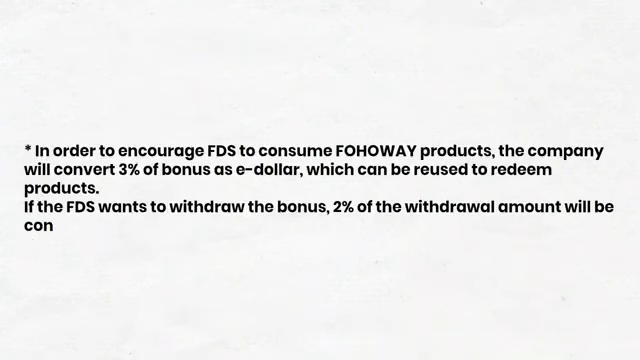 * In order to encourage FDS to consume FOHOWAY products, the company
will convert 3% of bonus as e-dollar, which can be reused to redeem
products.
If the FDS wants to withdraw the bonus, 2% of the withdrawal amount will be
con